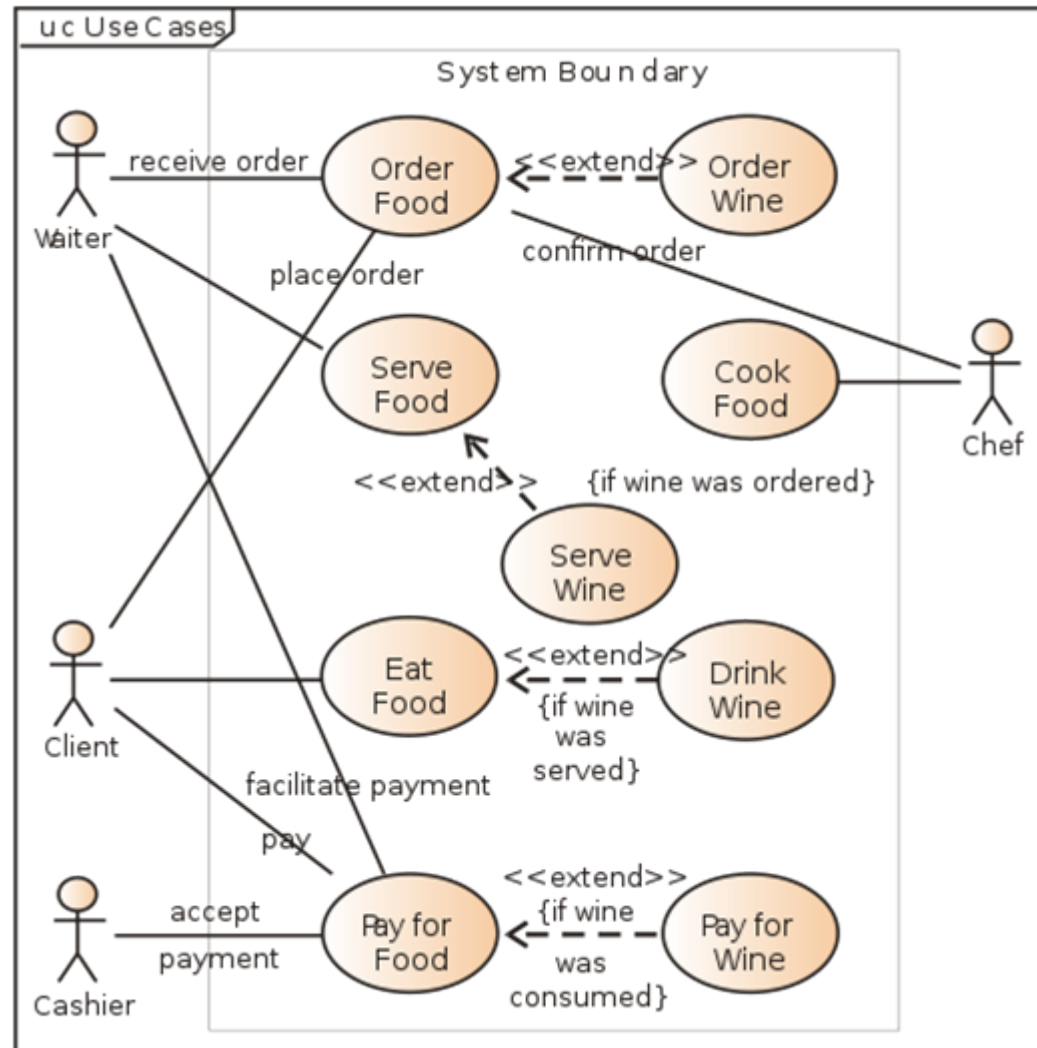 uc Use Cases
System Boundary
receive order
Order
Food
<<extend>>
Order
Wine
Waiter
place order
confirm order
Serve
Food
Cook
Food
Chef
<<extend>>
{if wine was ordered}
Serve
Wine
Client
Eat
Food
<<extend>>
{if wine
was
served}
Drink
Wine
facilitate payment
pay
Cashier
accept
payment
Pay for
Food
<<extend>>
{if wine
was
consumed}
Pay for
Wine